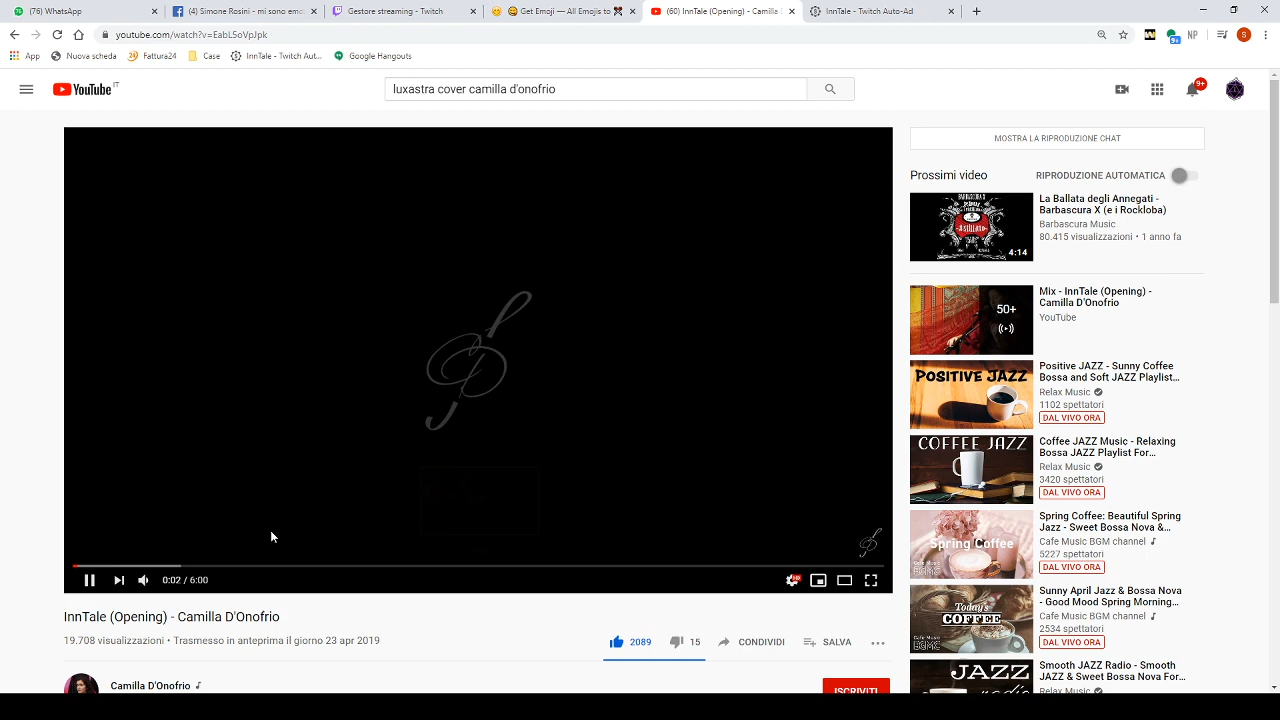 (76) WhatsApp
(4) Simone Rosini - mi sono emo
Gestore streaming - Twitch
Get Emoji — All Emojis to
(60) InnTale (Opening) - Camilla
InnTale - Twitch Auto-Ad
youtube.com/watch?v=EabL5oVpJpk
NP
S
App
Nuova scheda
Fattura24
Case
InnTale - Twitch Aut...
Google Hangouts
YouTube IT
luxastra cover camilla d'onofrio
9+
MOSTRA LA RIPRODUZIONE CHAT
Prossimi video
RIPRODUZIONE AUTOMATICA
La Ballata degli Annegati -
Barbascura X (e i Rockloba)
Barbascura Music
80.415 visualizzazioni • 1 anno fa
4:14
Mix - InnTale (Opening) -
Camilla D'Onofrio
YouTube
50+
POSITIVE JAZZ
Positive JAZZ - Sunny Coffee
Bossa and Soft JAZZ Playlist...
Relax Music
1102 spettatori
DAL VIVO ORA
COFFEE JAZZ
Coffee JAZZ Music - Relaxing
Bossa JAZZ Playlist For...
Relax Music
3420 spettatori
DAL VIVO ORA
Spring Coffee
Spring Coffee: Beautiful Spring
Jazz - Sweet Bossa Nova &...
Cafe Music BGM channel
5227 spettatori
DAL VIVO ORA
Today's
COFFEE
Sunny April Jazz & Bossa Nova
- Good Mood Spring Morning...
Cafe Music BGM channel
2534 spettatori
DAL VIVO ORA
JAZZ
Smooth JAZZ Radio - Smooth
JAZZ & Sweet Bossa Nova For...
Relax Music
0:02 / 6:00
InnTale (Opening) - Camilla D'Onofrio
19.708 visualizzazioni • Trasmesso in anteprima il giorno 23 apr 2019
2089
15
CONDIVIDI
SALVA
Camilla D'Onofrio
ISCRIVITI